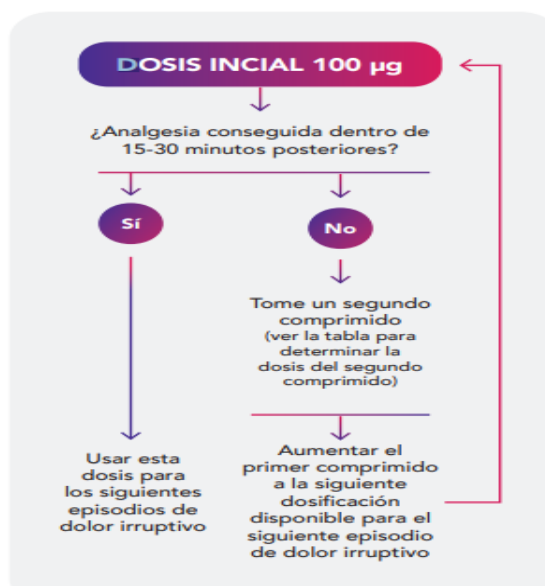 DOSIS INCIAL 100 µg
¿Analgesia conseguida dentro de
15-30 minutos posteriores?
Sí
No
Tome un segundo
comprimido
(ver la tabla para
determinar la
dosis del segundo
comprimido)
Usar esta
dosis para
los siguientes
episodios de
dolor irruptivo
Aumentar el
primer comprimido
a la siguiente
dosificación
disponible para el
siguiente episodio
de dolor irruptivo